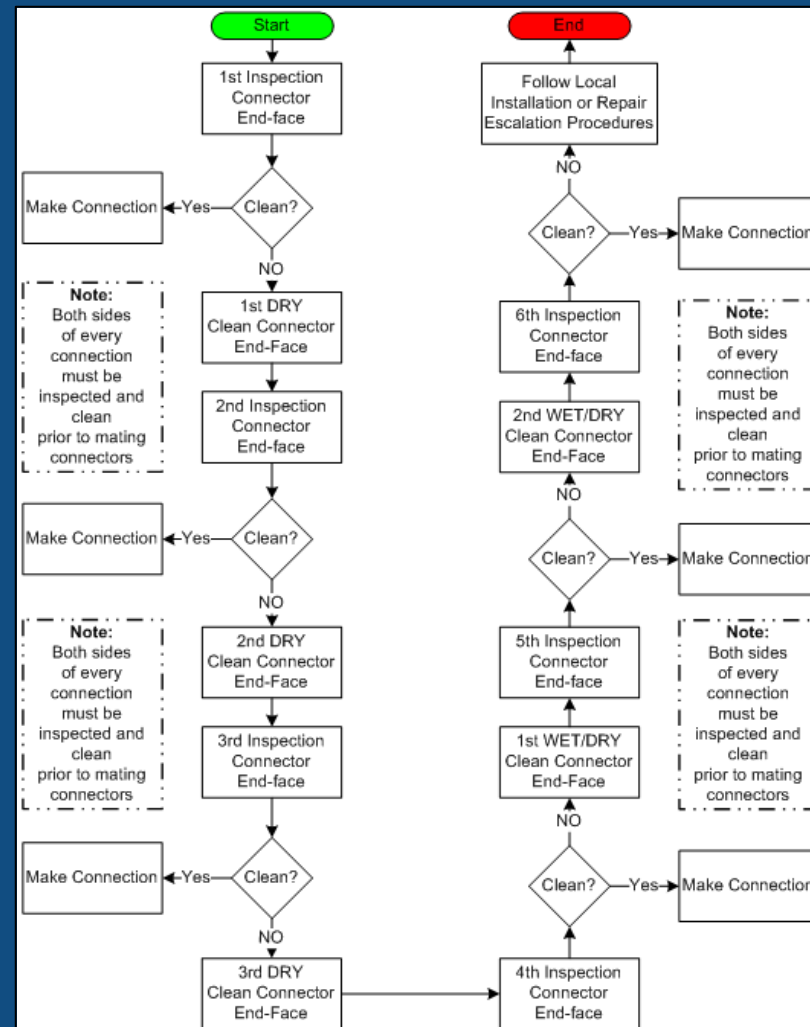 Start
1st Inspection
Connector
End-face
Clean?
Yes
Make Connection
NO
Note:
Both sides
of every
connection
must be
inspected and
clean
prior to mating
connectors
1st DRY
Clean Connector
End-Face
2nd Inspection
Connector
End-face
Clean?
Yes
Make Connection
NO
Note:
Both sides
of every
connection
must be
inspected and
clean
prior to mating
connectors
2nd DRY
Clean Connector
End-Face
3rd Inspection
Connector
End-face
Clean?
Yes
Make Connection
NO
3rd DRY
Clean Connector
End-Face
4th Inspection
Connector
End-face
Clean?
Yes
Make Connection
NO
1st WET/DRY
Clean Connector
End-Face
Note:
Both sides
of every
connection
must be
inspected and
clean
prior to mating
connectors
5th Inspection
Connector
End-face
Clean?
Yes
Make Connection
NO
2nd WET/DRY
Clean Connector
End-Face
Note:
Both sides
of every
connection
must be
inspected and
clean
prior to mating
connectors
6th Inspection
Connector
End-face
Clean?
Yes
Make Connection
NO
Follow Local
Installation or Repair
Escalation Procedures
End